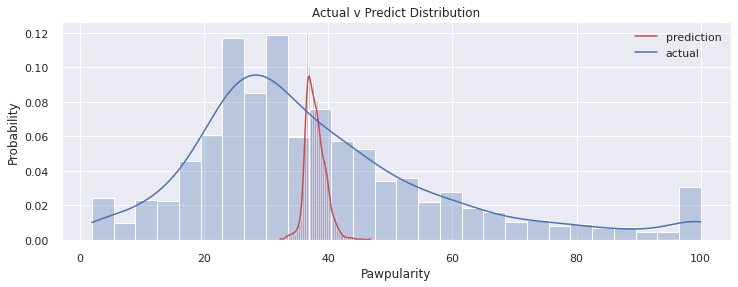 Actual v Predict Distribution
prediction
actual
Probability
0.12
0.10
0.08
0.06
0.04
0.02
0.00
0 20 40 60 80 100
Pawpularity